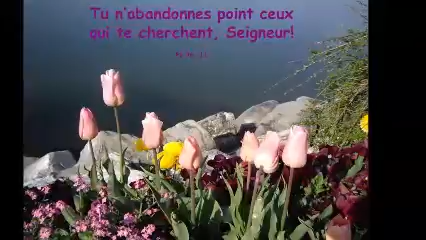 Tu n'abandonnes point ceux
qui te cherchent, Seigneur!